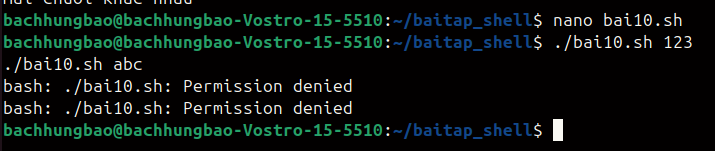 bachhungbao@bachhungbao-Vostro-15-5510:~/baitap_shell$ nano bai10.sh
bachhungbao@bachhungbao-Vostro-15-5510:~/baitap_shell$ ./bai10.sh 123
./bai10.sh abc
bash: ./bai10.sh: Permission denied
bash: ./bai10.sh: Permission denied
bachhungbao@bachhungbao-Vostro-15-5510:~/baitap_shell$